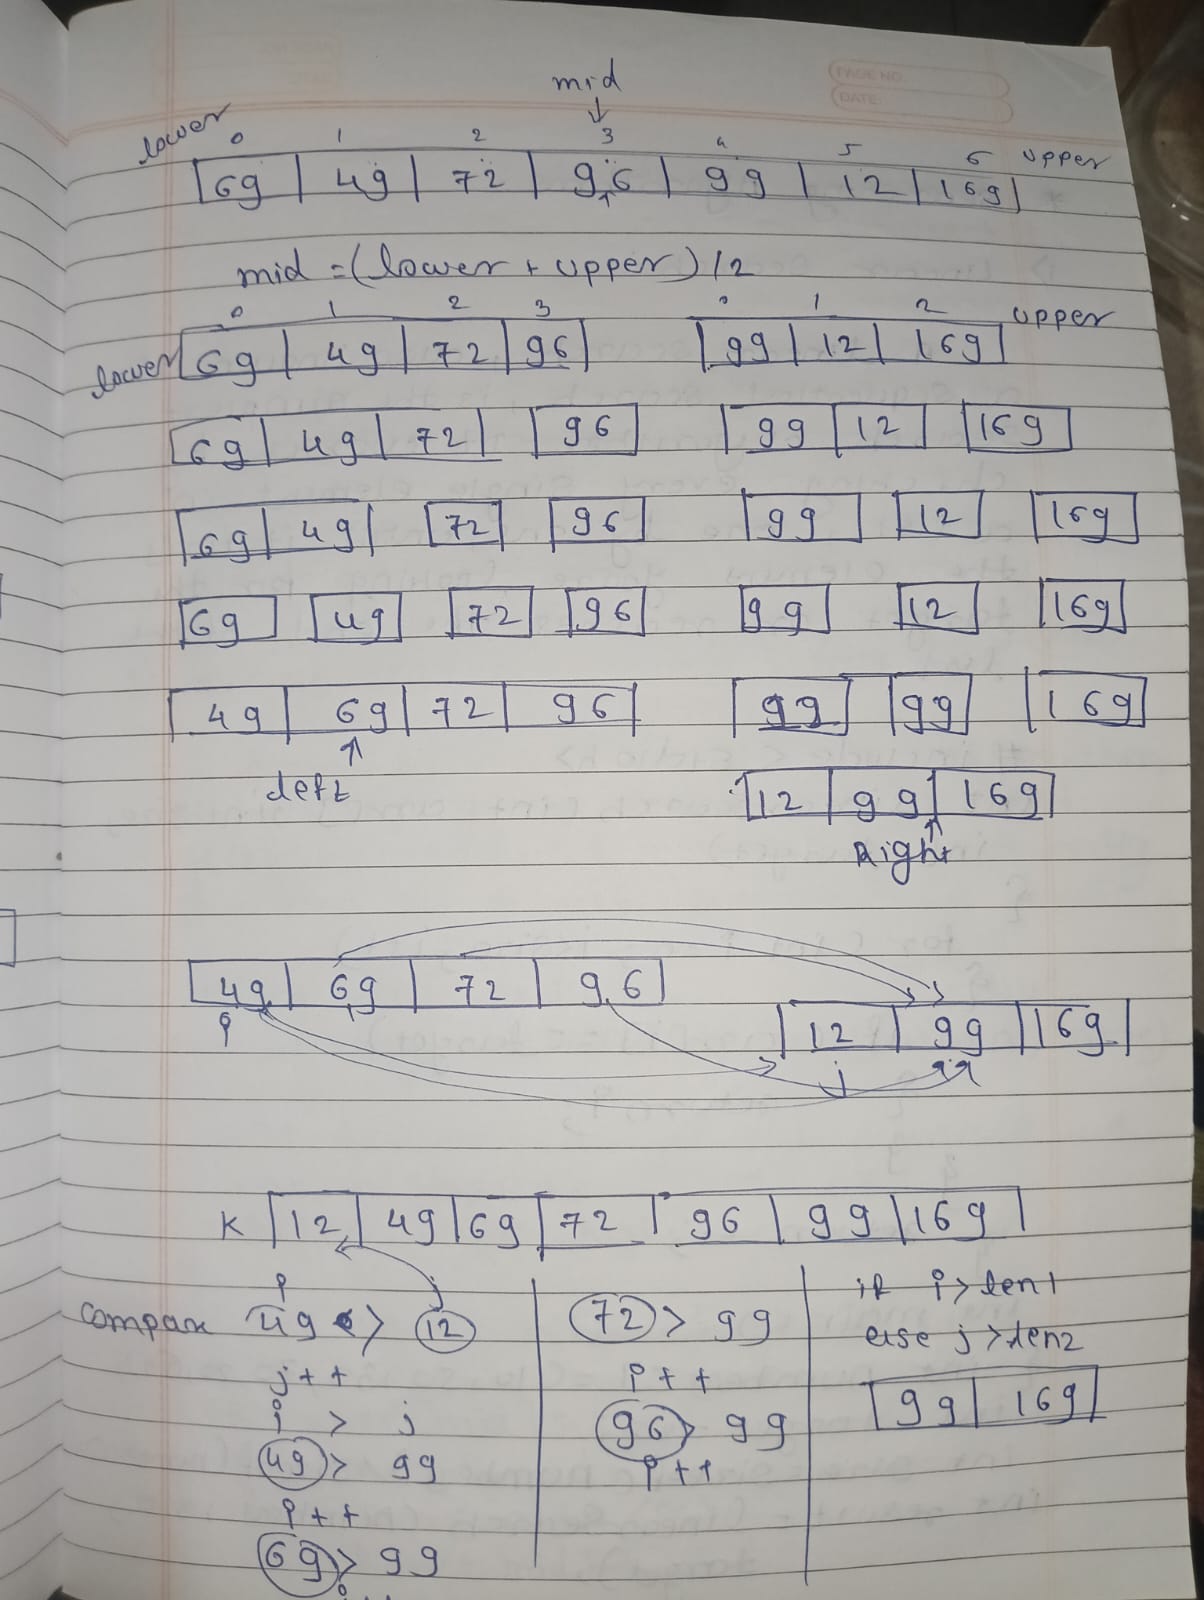 PAGE NO.
DATE:
mid
lower 0 1 2 3 4 5 6 upper
69 49 72 96 99 12 169
mid = (lower + upper) / 2
0 1 2 3 0 1 2 upper
lower 69 49 72 96 99 12 169
69 49 72 96 99 12 169
69 49 72 96 99 12 169
69 49 72 96 99 12 169
49 69 72 96 99 99 169
left
12 99 169
Right
49 69 72 96
i
12 99 169
j
K 12 49 69 72 96 99 169
i j
compare 49 > 12
j++
i > j
49 > 99
i++
69 > 99
72 > 99
i++
96 > 99
i++
if i > len1
else j > len2
99 169